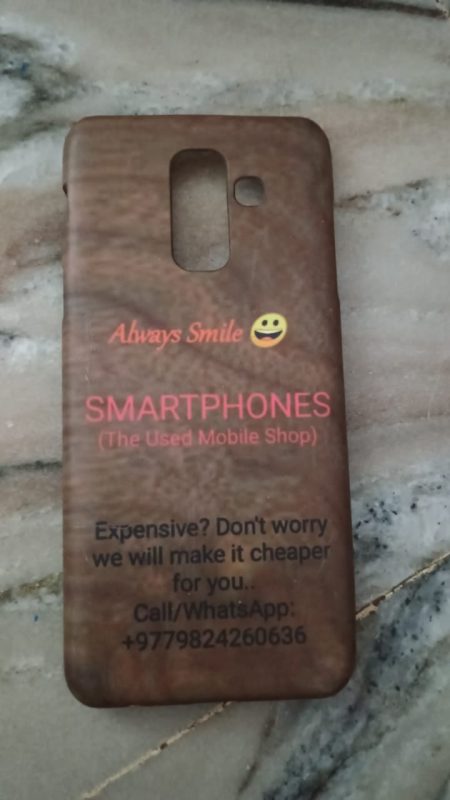 Always Smile 😀
SMARTPHONES
(The Used Mobile Shop)
Expensive? Don't worry
we will make it cheaper
for you..
Call/WhatsApp:
+9779824260636